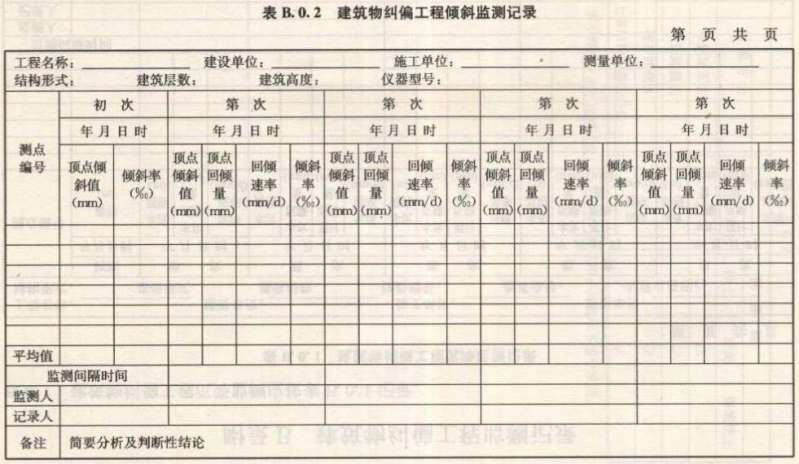 表 B.0.2 建筑物纠偏工程倾斜监测记录
第 页 共 页
工程名称： 建设单位： 施工单位： 测量单位：
结构形式： 建筑层数： 建筑高度： 仪器型号：
测点编号 初 次 第 次 第 次 第 次 第 次
年 月 日 时 年 月 日 时 年 月 日 时 年 月 日 时 年 月 日 时
顶点倾斜值(mm) 倾斜率(‰) 顶点倾斜值(mm) 顶点回倾量(mm) 回倾速率(mm/d) 倾斜率(‰) 顶点倾斜值(mm) 顶点回倾量(mm) 回倾速率(mm/d) 倾斜率(‰) 顶点倾斜值(mm) 顶点回倾量(mm) 回倾速率(mm/d) 倾斜率(‰) 顶点倾斜值(mm) 顶点回倾量(mm) 回倾速率(mm/d) 倾斜率(‰)
平均值
监测间隔时间
监测人
记录人
备注 简要分析及判断性结论